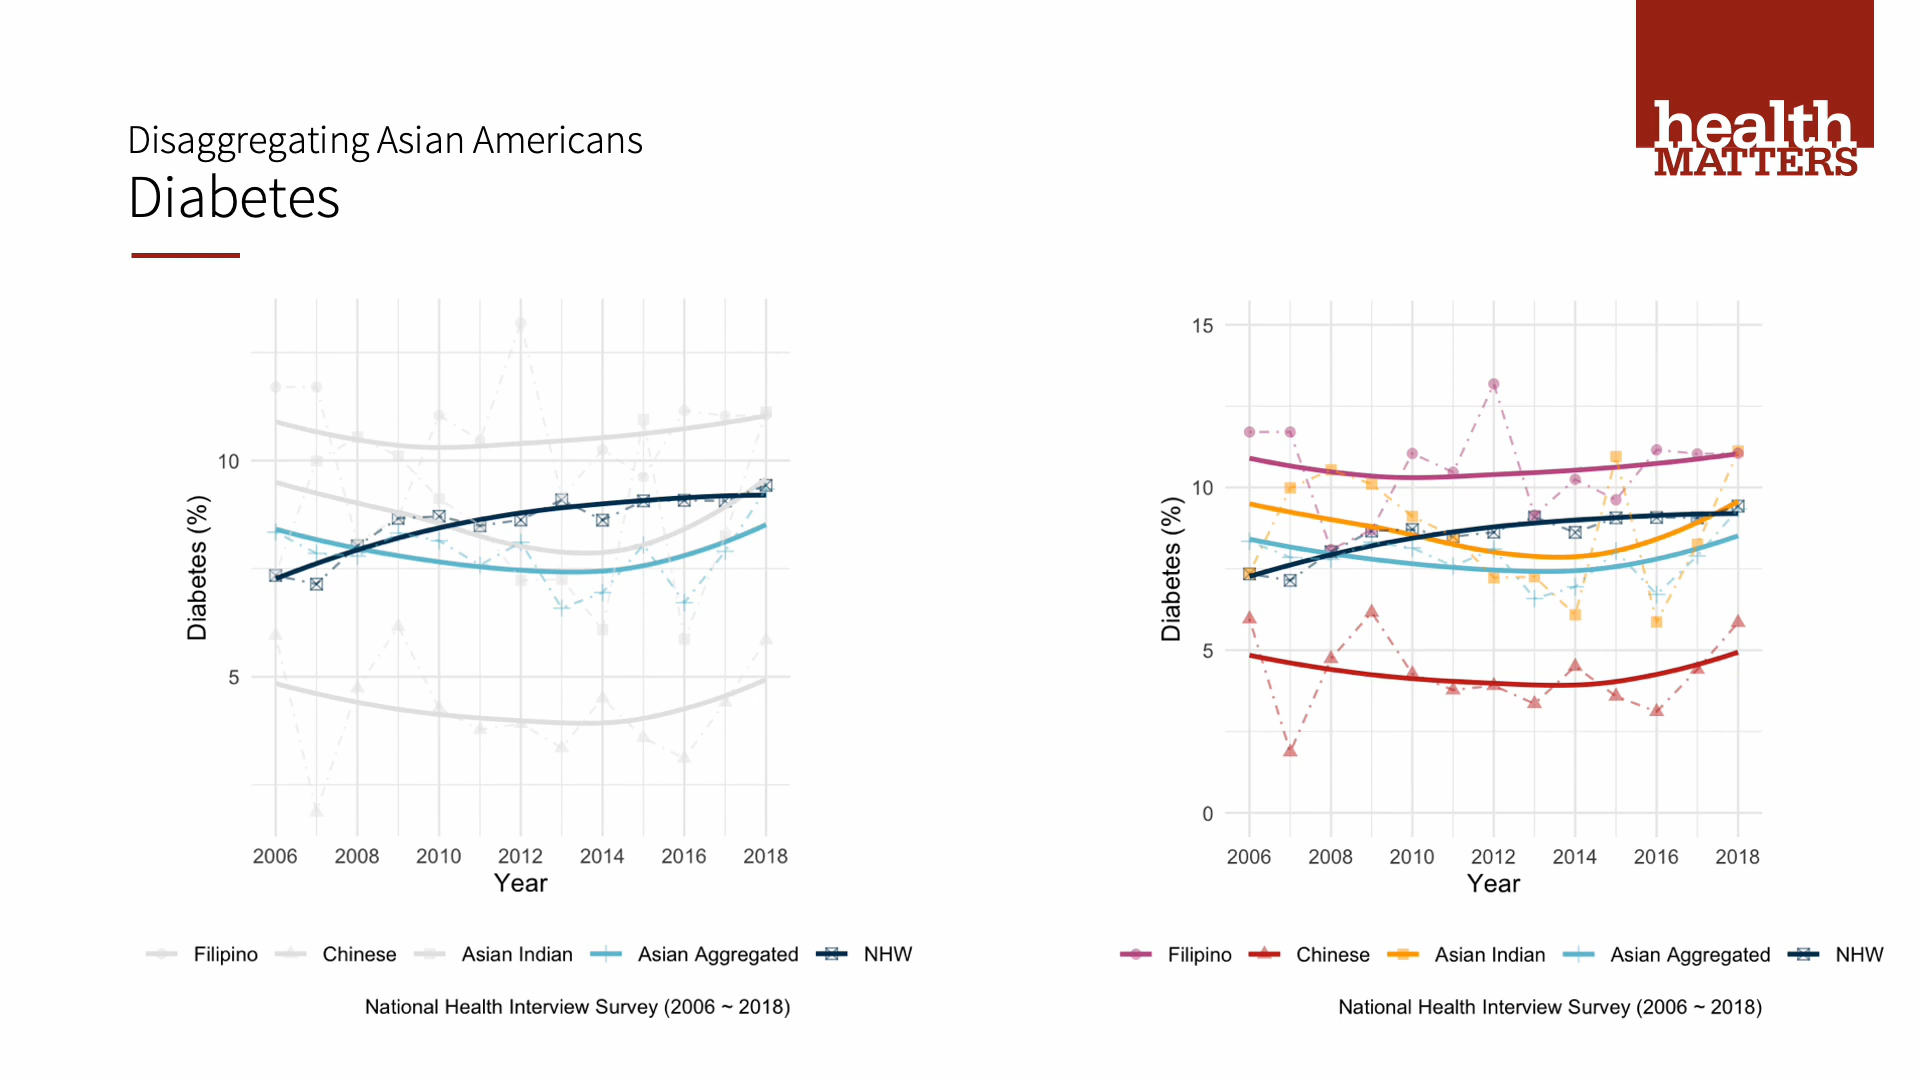 health
MATTERS
Disaggregating Asian Americans
Diabetes
10
5
Diabetes (%)
2006 2008 2010 2012 2014 2016 2018
Year
Filipino Chinese Asian Indian Asian Aggregated NHW
National Health Interview Survey (2006 ~ 2018)
15
10
5
0
Diabetes (%)
2006 2008 2010 2012 2014 2016 2018
Year
Filipino Chinese Asian Indian Asian Aggregated NHW
National Health Interview Survey (2006 ~ 2018)